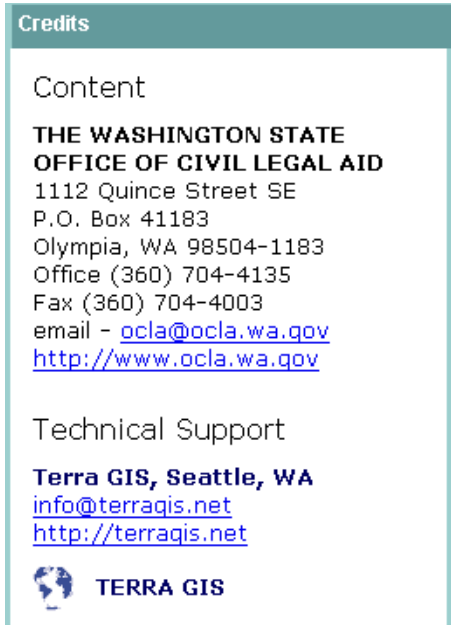 Credits
Content
THE WASHINGTON STATE
OFFICE OF CIVIL LEGAL AID
1112 Quince Street SE
P.O. Box 41183
Olympia, WA 98504-1183
Office (360) 704-4135
Fax (360) 704-4003
email - ocla@ocla.wa.gov
http://www.ocla.wa.gov
Technical Support
Terra GIS, Seattle, WA
info@terragis.net
http://terragis.net
TERRA GIS